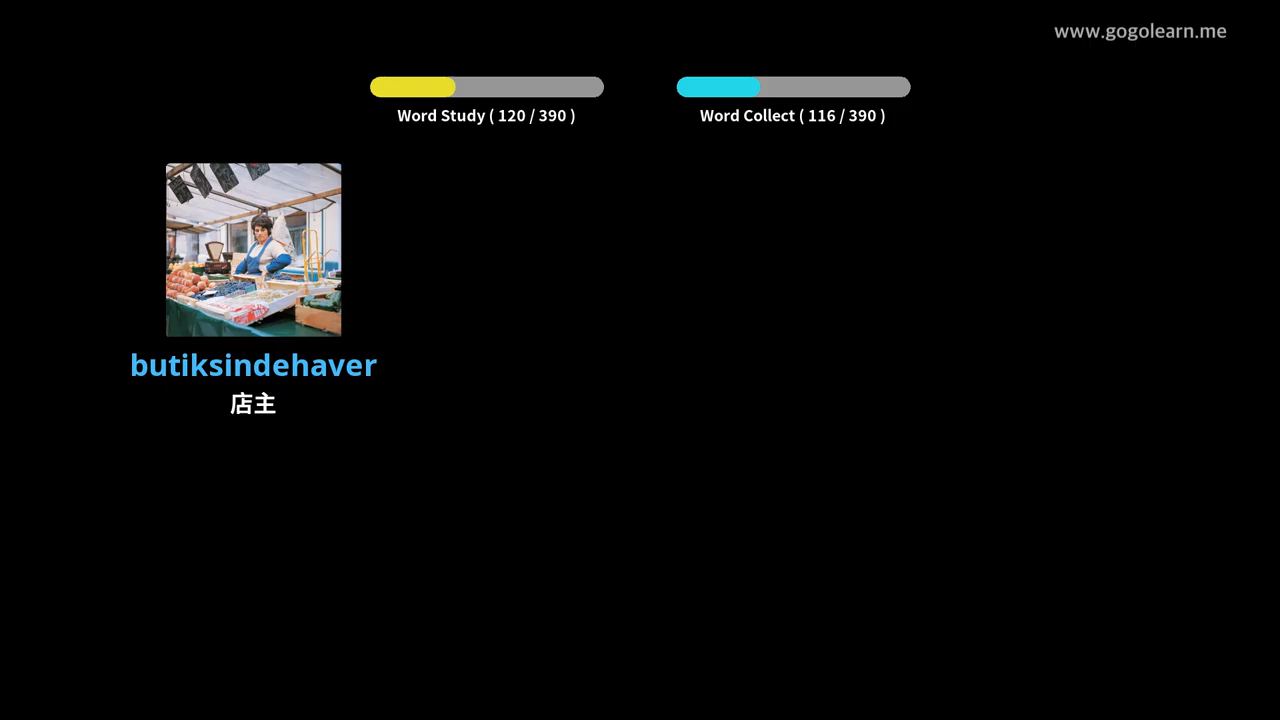 www.gogolearn.me
Word Study ( 120 / 390 )
Word Collect ( 116 / 390 )
butiksindehaver
店主